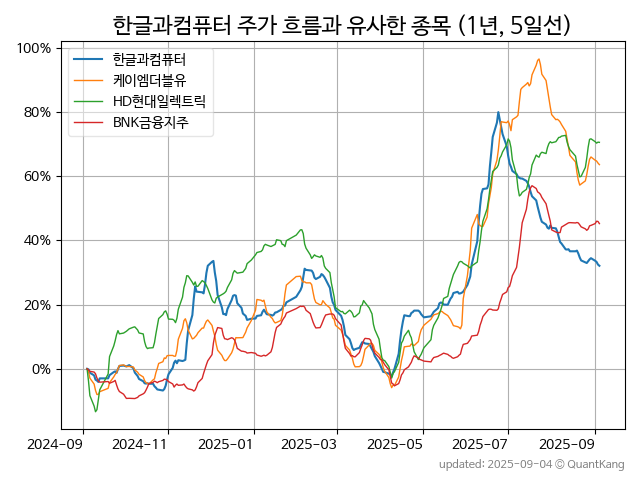 한글과컴퓨터 주가 흐름과 유사한 종목 (1년, 5일선)
한글과컴퓨터
케이엠더블유
HD현대일렉트릭
BNK금융지주
100%
80%
60%
40%
20%
0%
2024-09 2024-11 2025-01 2025-03 2025-05 2025-07 2025-09
updated: 2025-09-04 © QuantKang